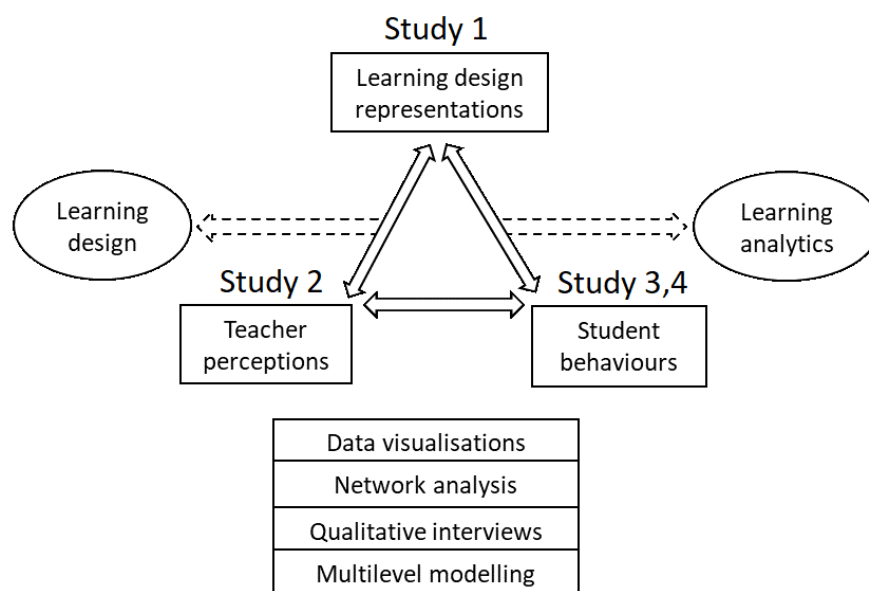 Study 1
Learning design
representations
Learning
design
Learning
analytics
Study 2
Study 3,4
Teacher
perceptions
Student
behaviours
Data visualisations
Network analysis
Qualitative interviews
Multilevel modelling